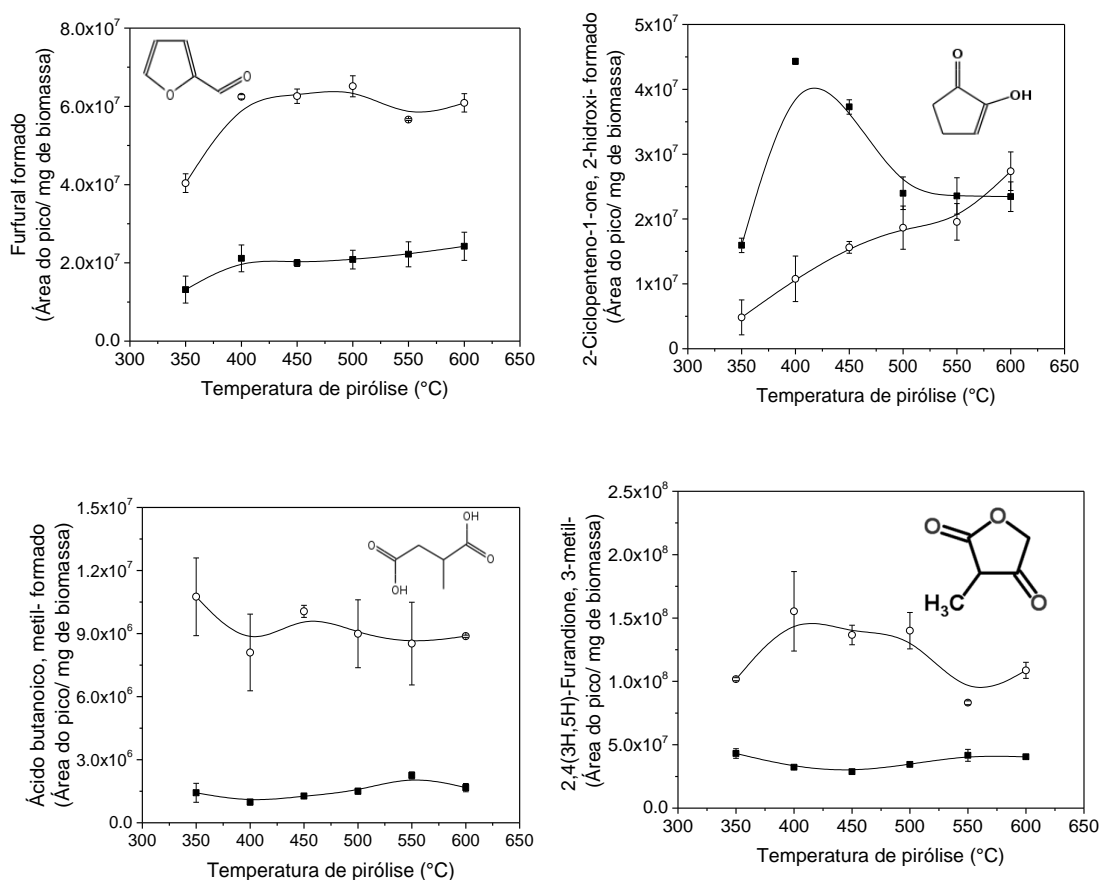 Furfural formado
(Área do pico/ mg de biomassa)
8.0x10⁷
6.0x10⁷
4.0x10⁷
2.0x10⁷
0.0
O
O
300 350 400 450 500 550 600 650
Temperatura de pirólise (°C)
2-Ciclopenteno-1-one, 2-hidroxi- formado
(Área do pico/ mg de biomassa)
5x10⁷
4x10⁷
3x10⁷
2x10⁷
1x10⁷
0
O
OH
300 350 400 450 500 550 600 650
Temperatura de pirólise (°C)
Ácido butanoico, metil- formado
(Área do pico/ mg de biomassa)
1.5x10⁷
1.2x10⁷
9.0x10⁶
6.0x10⁶
3.0x10⁶
0.0
OH
O
O
OH
300 350 400 450 500 550 600 650
Temperatura de pirólise (°C)
2,4(3H,5H)-Furandione, 3-metil-
(Área do pico/ mg de biomassa)
2.5x10⁸
2.0x10⁸
1.5x10⁸
1.0x10⁸
5.0x10⁷
0.0
O
O
H₃C
O
300 350 400 450 500 550 600 650
Temperatura de pirólise (°C)